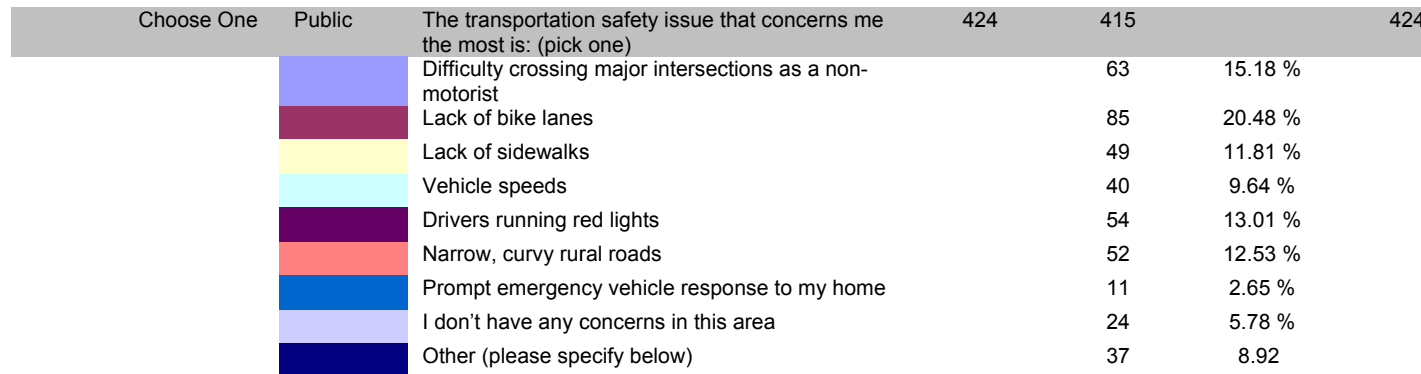 Choose One Public The transportation safety issue that concerns me 424 415 424
the most is: (pick one)
Difficulty crossing major intersections as a non- 63 15.18 %
motorist
Lack of bike lanes 85 20.48 %
Lack of sidewalks 49 11.81 %
Vehicle speeds 40 9.64 %
Drivers running red lights 54 13.01 %
Narrow, curvy rural roads 52 12.53 %
Prompt emergency vehicle response to my home 11 2.65 %
I don’t have any concerns in this area 24 5.78 %
Other (please specify below) 37 8.92